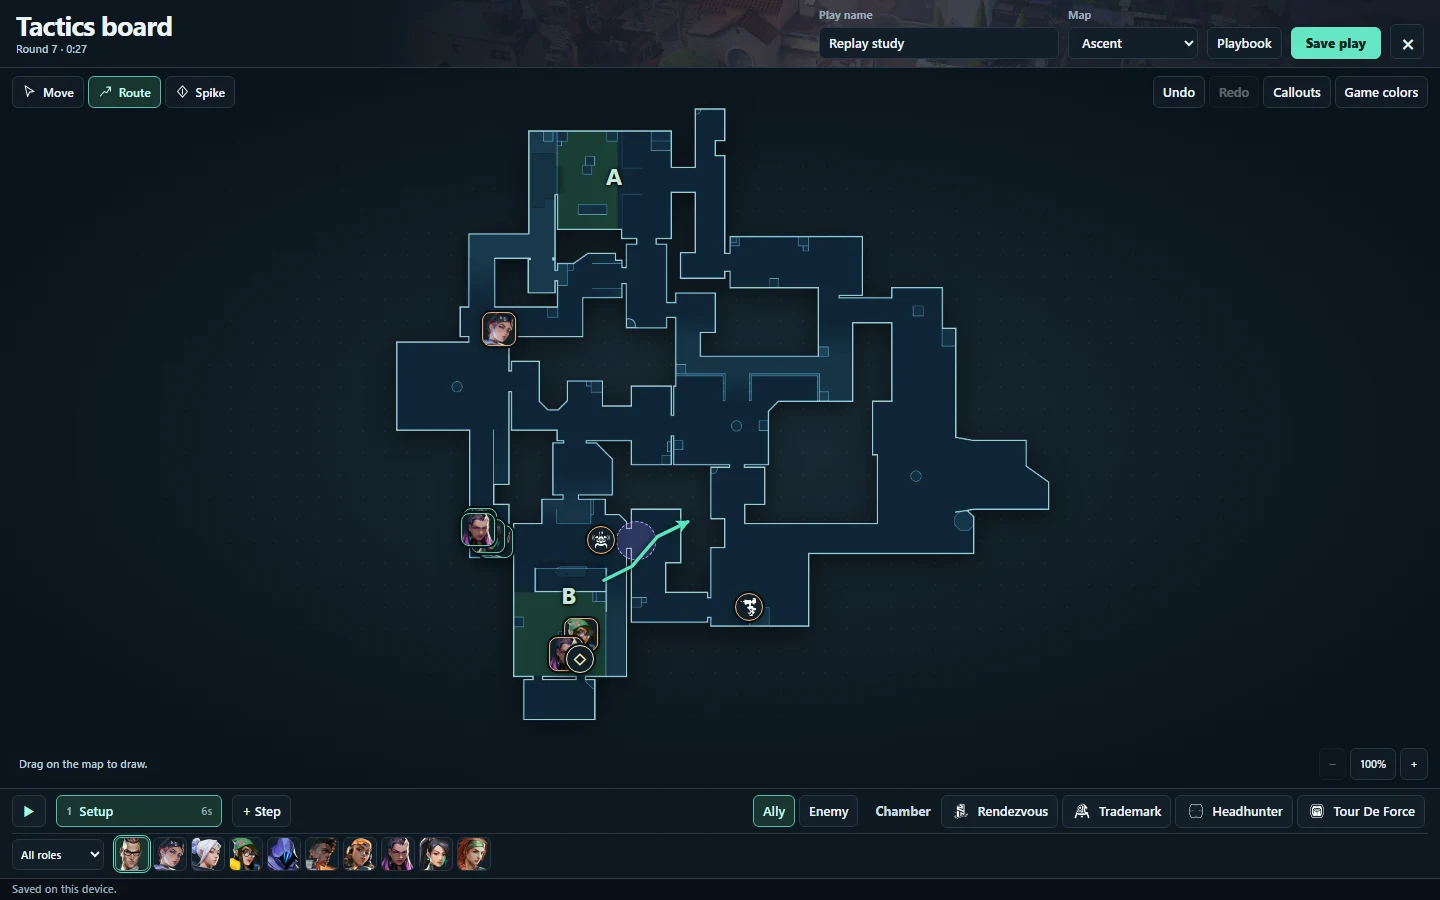 Tactics board
Round 7 · 0:27
Play name
Map
Replay study
Ascent
Playbook
Save play
Move
Route
Spike
Undo
Redo
Callouts
Game colors
A
B
Drag on the map to draw.
100%
1 Setup 6s
+ Step
Ally
Enemy
Chamber
Rendezvous
Trademark
Headhunter
Tour De Force
All roles
Saved on this device.